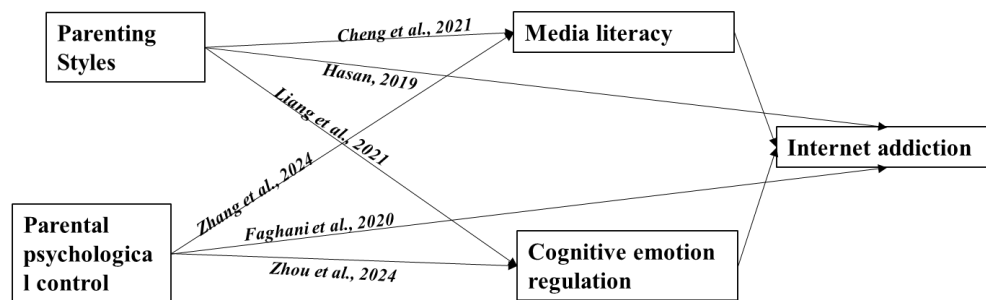 Parenting
Styles
Cheng et al., 2021
Media literacy
Hasan, 2019
Liang et al., 2021
Internet addiction
Zhang et al., 2024
Parental
psychologica
l control
Faghani et al., 2020
Zhou et al., 2024
Cognitive emotion
regulation